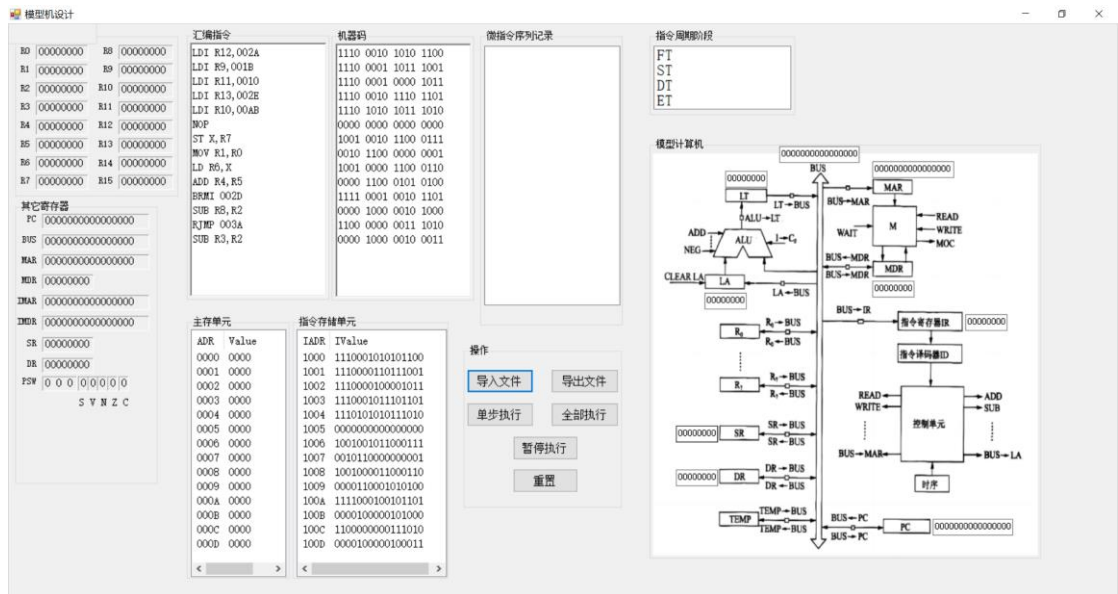 模型机设计
R0 00000000 R8 00000000
R1 00000000 R9 00000000
R2 00000000 R10 00000000
R3 00000000 R11 00000000
R4 00000000 R12 00000000
R5 00000000 R13 00000000
R6 00000000 R14 00000000
R7 00000000 R15 00000000
其它寄存器
PC 0000000000000000
BUS 0000000000000000
MAR 0000000000000000
MDR 00000000
IMAR 0000000000000000
IMDR 0000000000000000
SR 00000000
DR 00000000
PSW 0 0 0 0 0 0 0 0
S V N Z C
汇编指令
LDI R12,002A
LDI R9,001B
LDI R11,0010
LDI R13,002E
LDI R10,00AB
NOP
ST X,R7
MOV R1,R0
LD R6,X
ADD R4,R5
BRMI 002D
SUB R8,R2
RJMP 003A
SUB R3,R2
机器码
1110 0010 1010 1100
1110 0001 1011 1001
1110 0001 0000 1011
1110 0010 1110 1101
1110 1010 1011 1010
0000 0000 0000 0000
1001 0010 1100 0111
0010 1100 0000 0001
1001 0000 1100 0110
0000 1100 0101 0100
1111 0001 0010 1101
0000 1000 0010 1000
1100 0000 0011 1010
0000 1000 0010 0011
微指令序列记录
指令周期阶段
FT
ST
DT
ET
主存单元
ADR Value
0000 0000
0001 0000
0002 0000
0003 0000
0004 0000
0005 0000
0006 0000
0007 0000
0008 0000
0009 0000
000A 0000
000B 0000
000C 0000
000D 0000
指令存储单元
IADR IValue
1000 1110001010101100
1001 1110000110111001
1002 1110000100001011
1003 1110001011101101
1004 1110101010111010
1005 0000000000000000
1006 1001001011000111
1007 0010110000000001
1008 1001000011000110
1009 0000110001010100
100A 1111000100101101
100B 0000100000101000
100C 1100000000111010
100D 0000100000100011
操作
导入文件 导出文件
单步执行 全部执行
暂停执行
重置
模型计算机
0000000000000000
BUS
00000000
LT
LT→BUS
ALU→LT
ADD
NEG
ALU
1→C₀
CLEAR LA
LA
LA←BUS
00000000
0000000000000000
MAR
BUS→MAR
WAIT
M
READ
WRITE
MOC
BUS←MDR
BUS→MDR
MDR
00000000
BUS→IR
指令寄存器IR
00000000
指令译码器ID
R₀
R₀→BUS
R₀←BUS
R₇
R₇→BUS
R₇←BUS
READ
WRITE
BUS→MAR
控制单元
ADD
SUB
BUS→LA
时序
00000000
SR
SR→BUS
SR←BUS
00000000
DR
DR→BUS
DR←BUS
TEMP
TEMP→BUS
TEMP←BUS
BUS←PC
BUS→PC
PC
0000000000000000